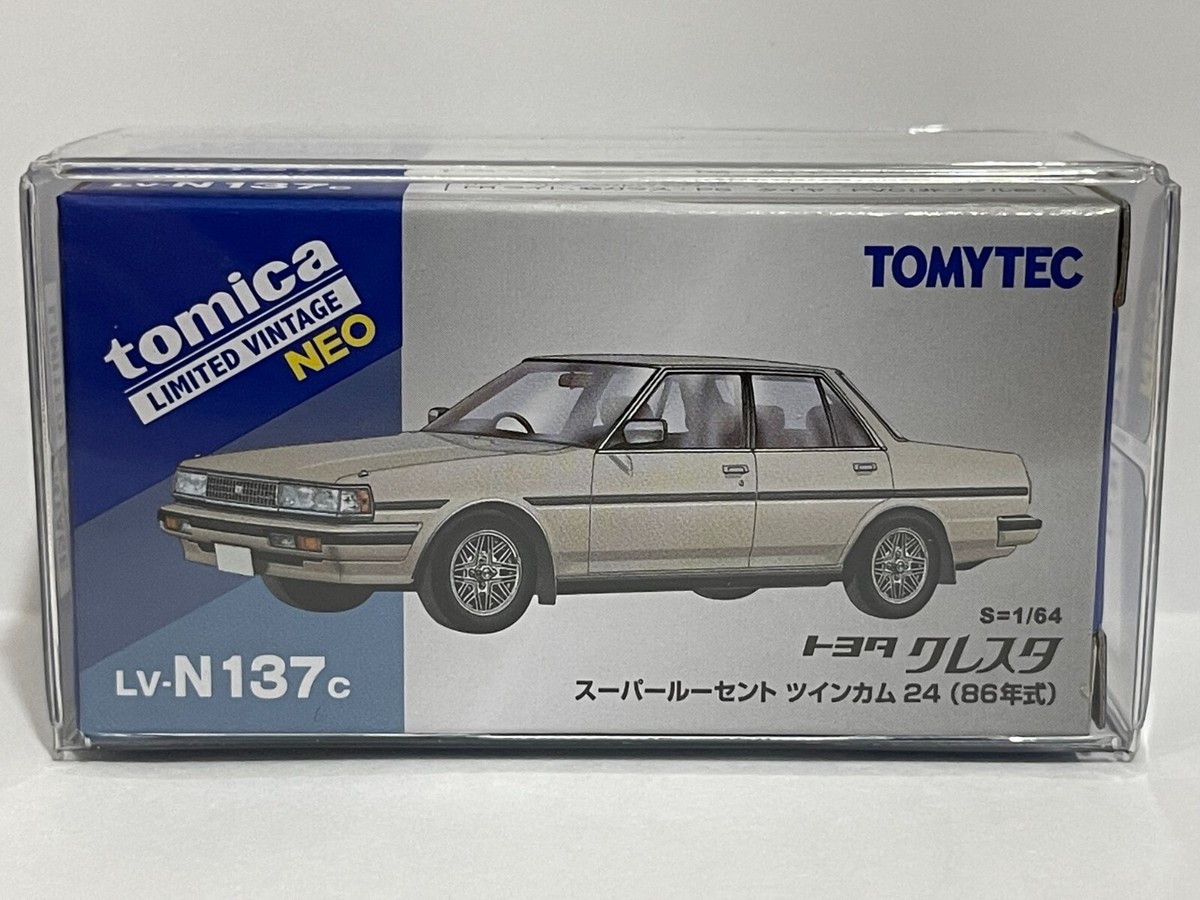 LV-N137c
tomica
LIMITED VINTAGE
NEO
TOMYTEC
S=1/64
トヨタ クレスタ
スーパールーセント ツインカム 24 (86年式)
LV-N137c